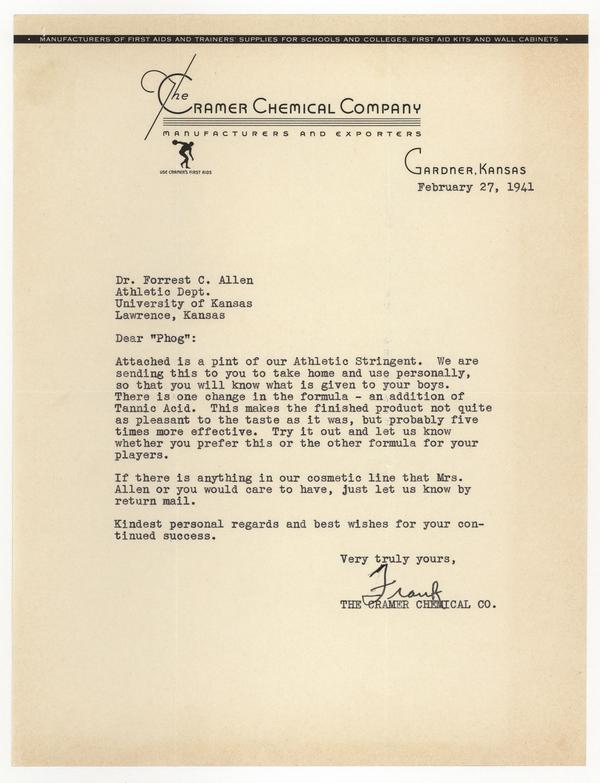 • MANUFACTURERS OF FIRST AIDS AND TRAINERS' SUPPLIES FOR SCHOOLS AND COLLEGES, FIRST AID KITS AND WALL CABINETS •
The
CRAMER CHEMICAL COMPANY
MANUFACTURERS AND EXPORTERS
USE CRAMER'S FIRST AIDS
GARDNER, KANSAS
February 27, 1941
Dr. Forrest C. Allen
Athletic Dept.
University of Kansas
Lawrence, Kansas
Dear "Phog":
Attached is a pint of our Athletic Stringent. We are
sending this to you to take home and use personally,
so that you will know what is given to your boys.
There is one change in the formula - an addition of
Tannic Acid. This makes the finished product not quite
as pleasant to the taste as it was, but probably five
times more effective. Try it out and let us know
whether you prefer this or the other formula for your
players.
If there is anything in our cosmetic line that Mrs.
Allen or you would care to have, just let us know by
return mail.
Kindest personal regards and best wishes for your con-
tinued success.
Very truly yours,
Frank
THE CRAMER CHEMICAL CO.